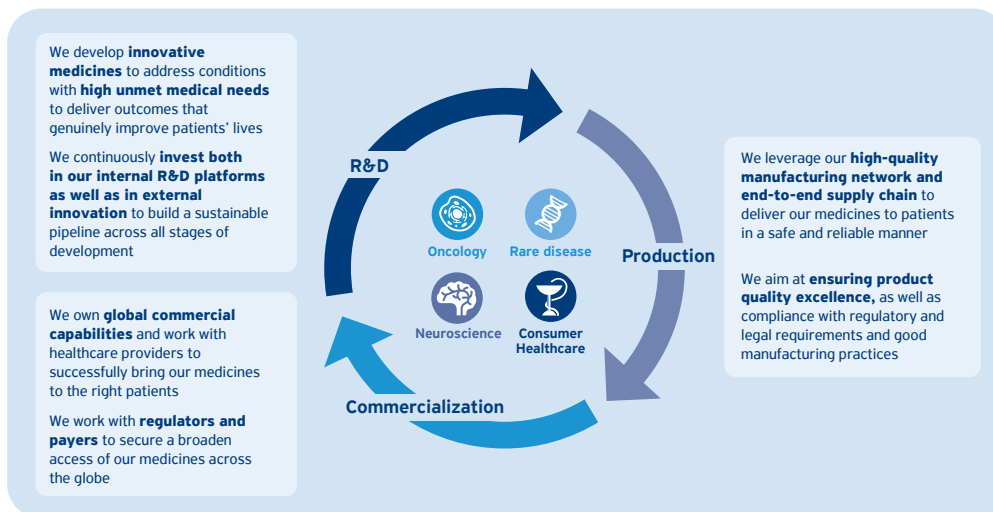 We develop innovative
medicines to address conditions
with high unmet medical needs
to deliver outcomes that
genuinely improve patients' lives
We continuously invest both
in our internal R&D platforms
as well as in external
innovation to build a sustainable
pipeline across all stages of
development
We own global commercial
capabilities and work with
healthcare providers to
successfully bring our medicines
to the right patients
We work with regulators and
payers to secure a broaden
access of our medicines across
the globe
R&D
Oncology
Rare disease
Neuroscience
Consumer
Healthcare
Production
Commercialization
We leverage our high-quality
manufacturing network and
end-to-end supply chain to
deliver our medicines to patients
in a safe and reliable manner
We aim at ensuring product
quality excellence, as well as
compliance with regulatory and
legal requirements and good
manufacturing practices